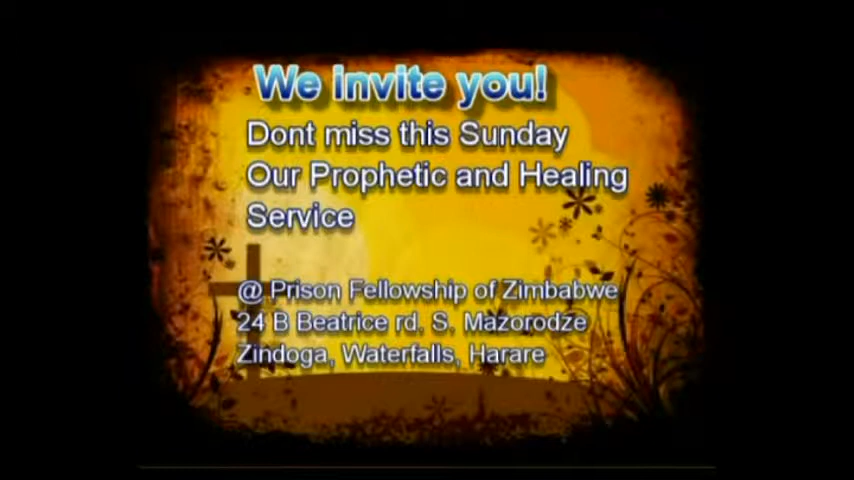 We invite you!
Dont miss this Sunday
Our Prophetic and Healing
Service
@ Prison Fellowship of Zimbabwe
24 B Beatrice rd, S, Mazorodze
Zindoga, Waterfalls, Harare